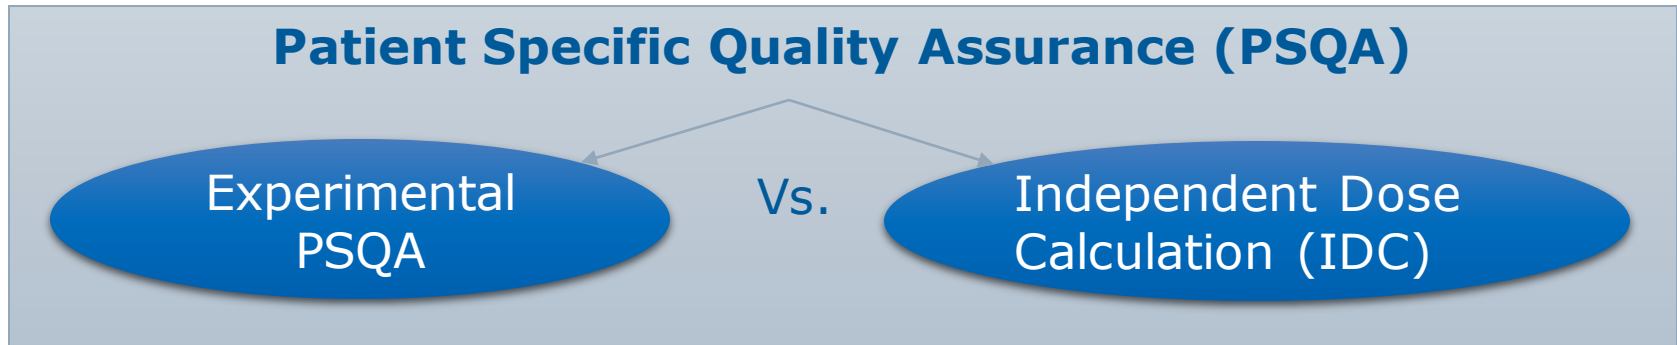 Patient Specific Quality Assurance (PSQA)
Experimental
PSQA
Vs.
Independent Dose
Calculation (IDC)